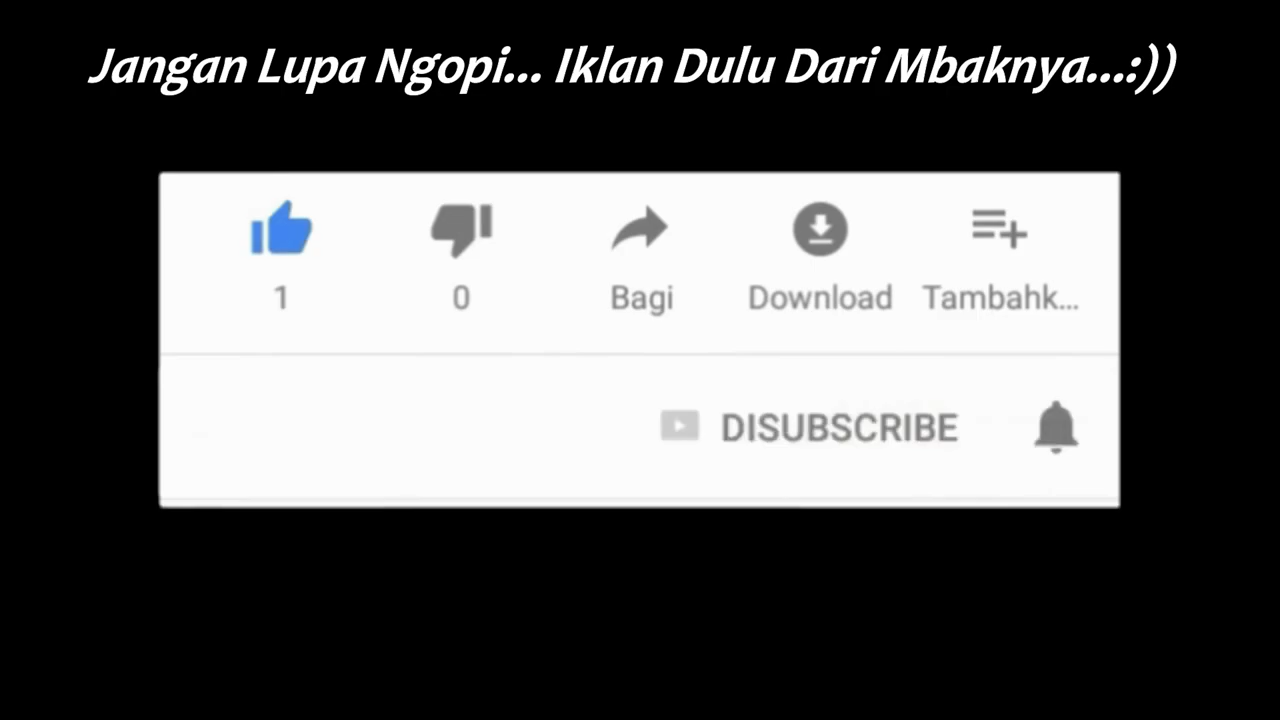 Jangan Lupa Ngopi... Iklan Dulu Dari Mbaknya...:))
1 0 Bagi Download Tambahk...
DISUBSCRIBE